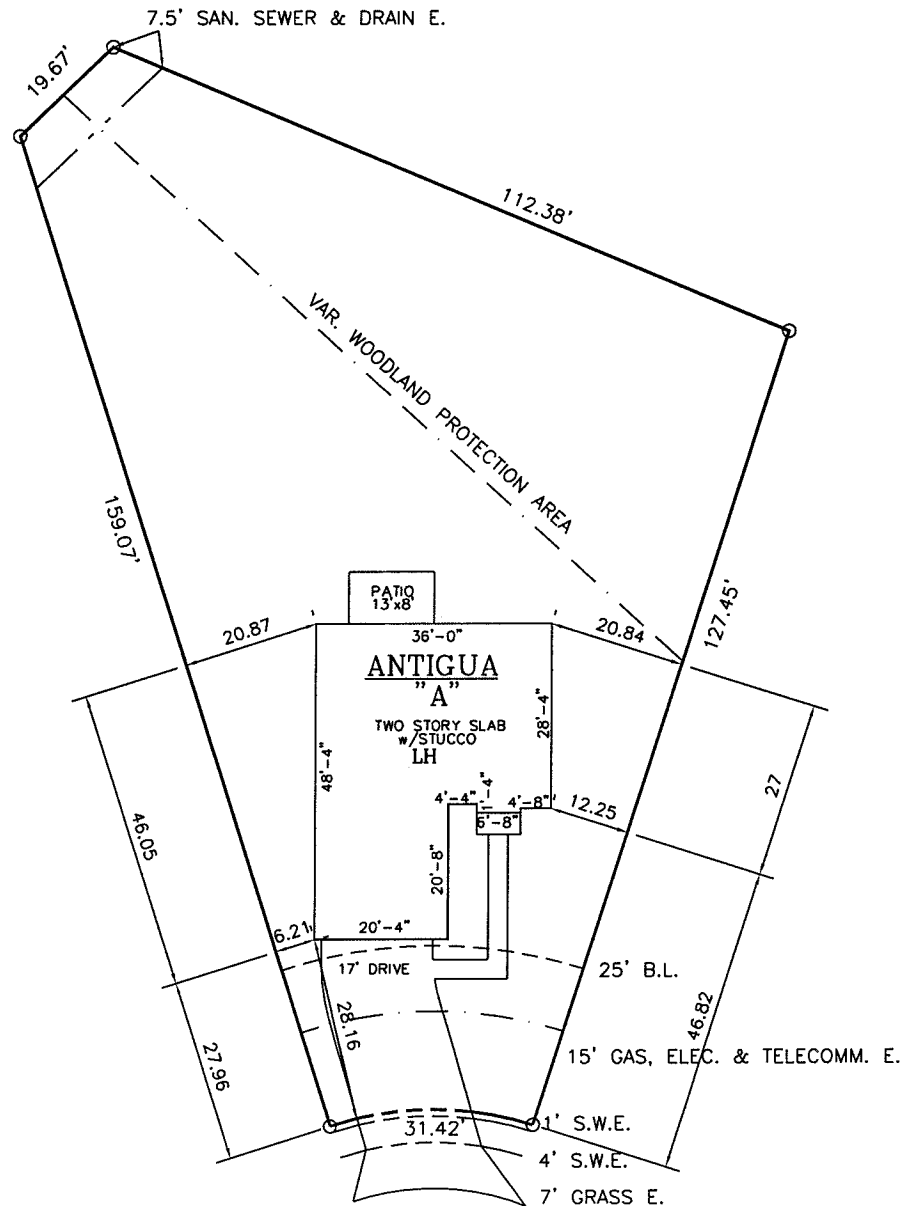 7.5' SAN. SEWER & DRAIN E.
19.67'
112.38'
VAR. WOODLAND PROTECTION AREA
159.07'
127.45'
PATIO
13'x8'
20.87
36'-0"
20.84
ANTIGUA
"A"
TWO STORY SLAB
w/STUCCO
LH
28'-4"
48'-4"
4'-4"
1'-4"
4'-8"
6'-8"
12.25
27
46.05
20'-8"
6.21
20'-4"
17' DRIVE
25' B.L.
28.16
46.82
27.96
15' GAS, ELEC. & TELECOMM. E.
31.42'
1' S.W.E.
4' S.W.E.
7' GRASS E.